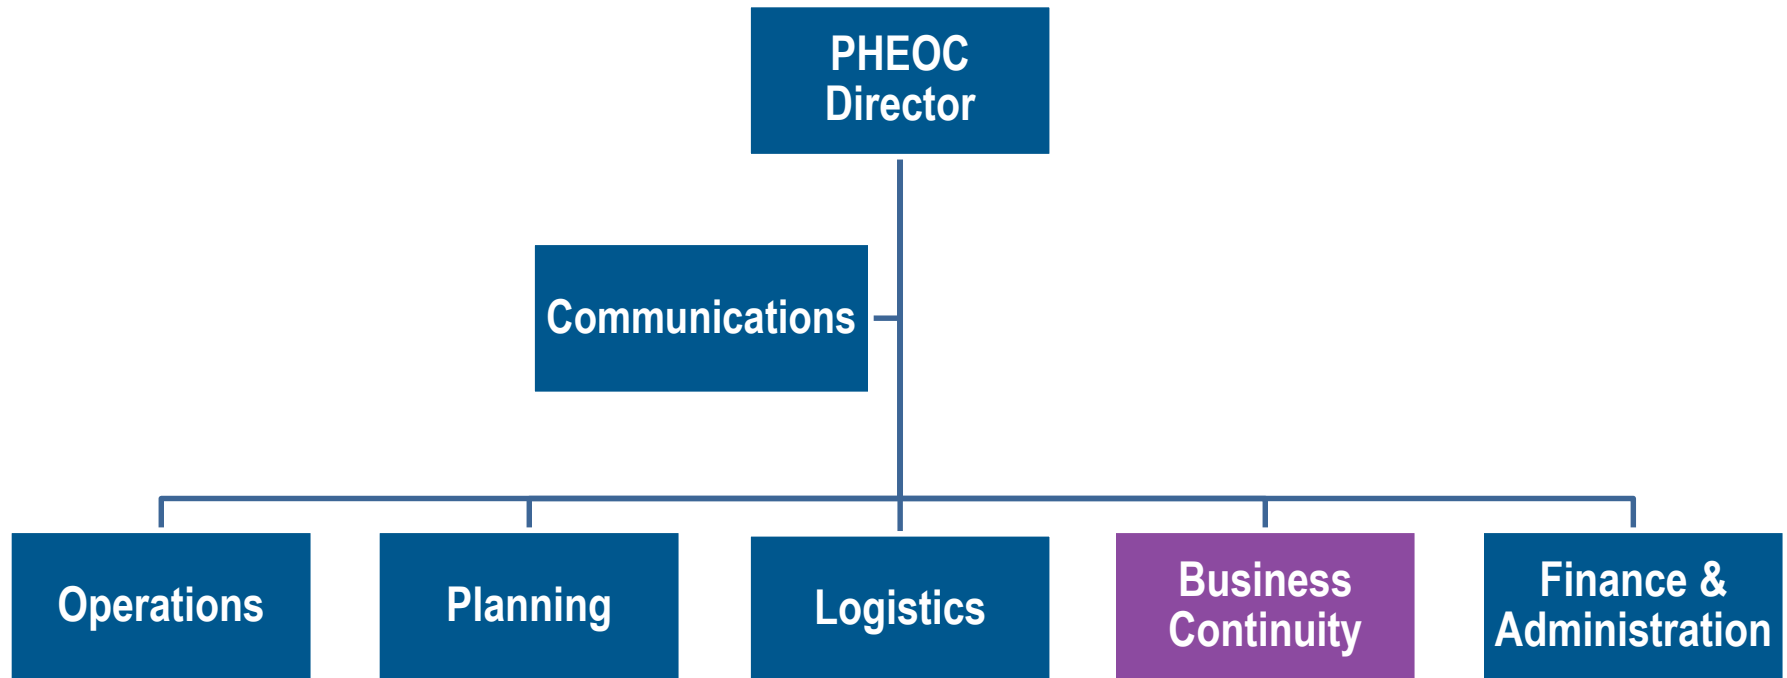 PHEOC
Director
Communications
Operations
Planning
Logistics
Business
Continuity
Finance &
Administration